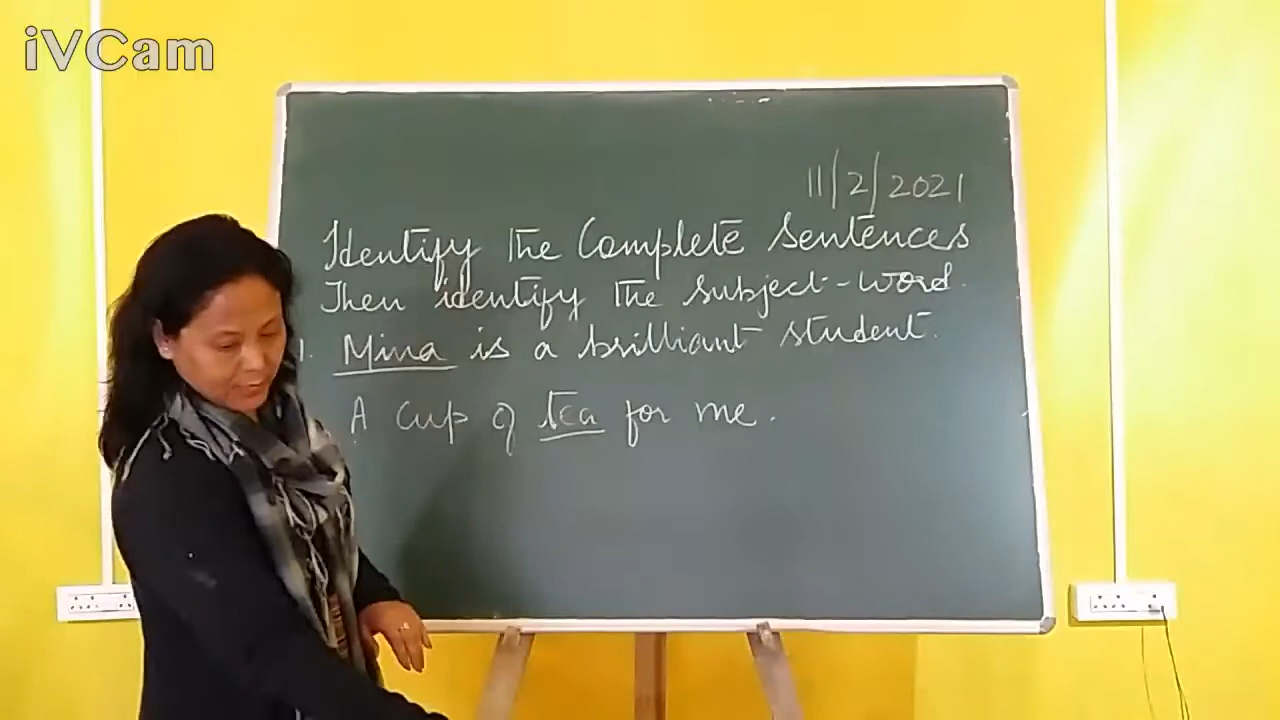 iVCam
11/2/2021
Identify the Complete Sentences
Then identify the subject-word.
1. Mina is a brilliant student.
A cup of tea for me.